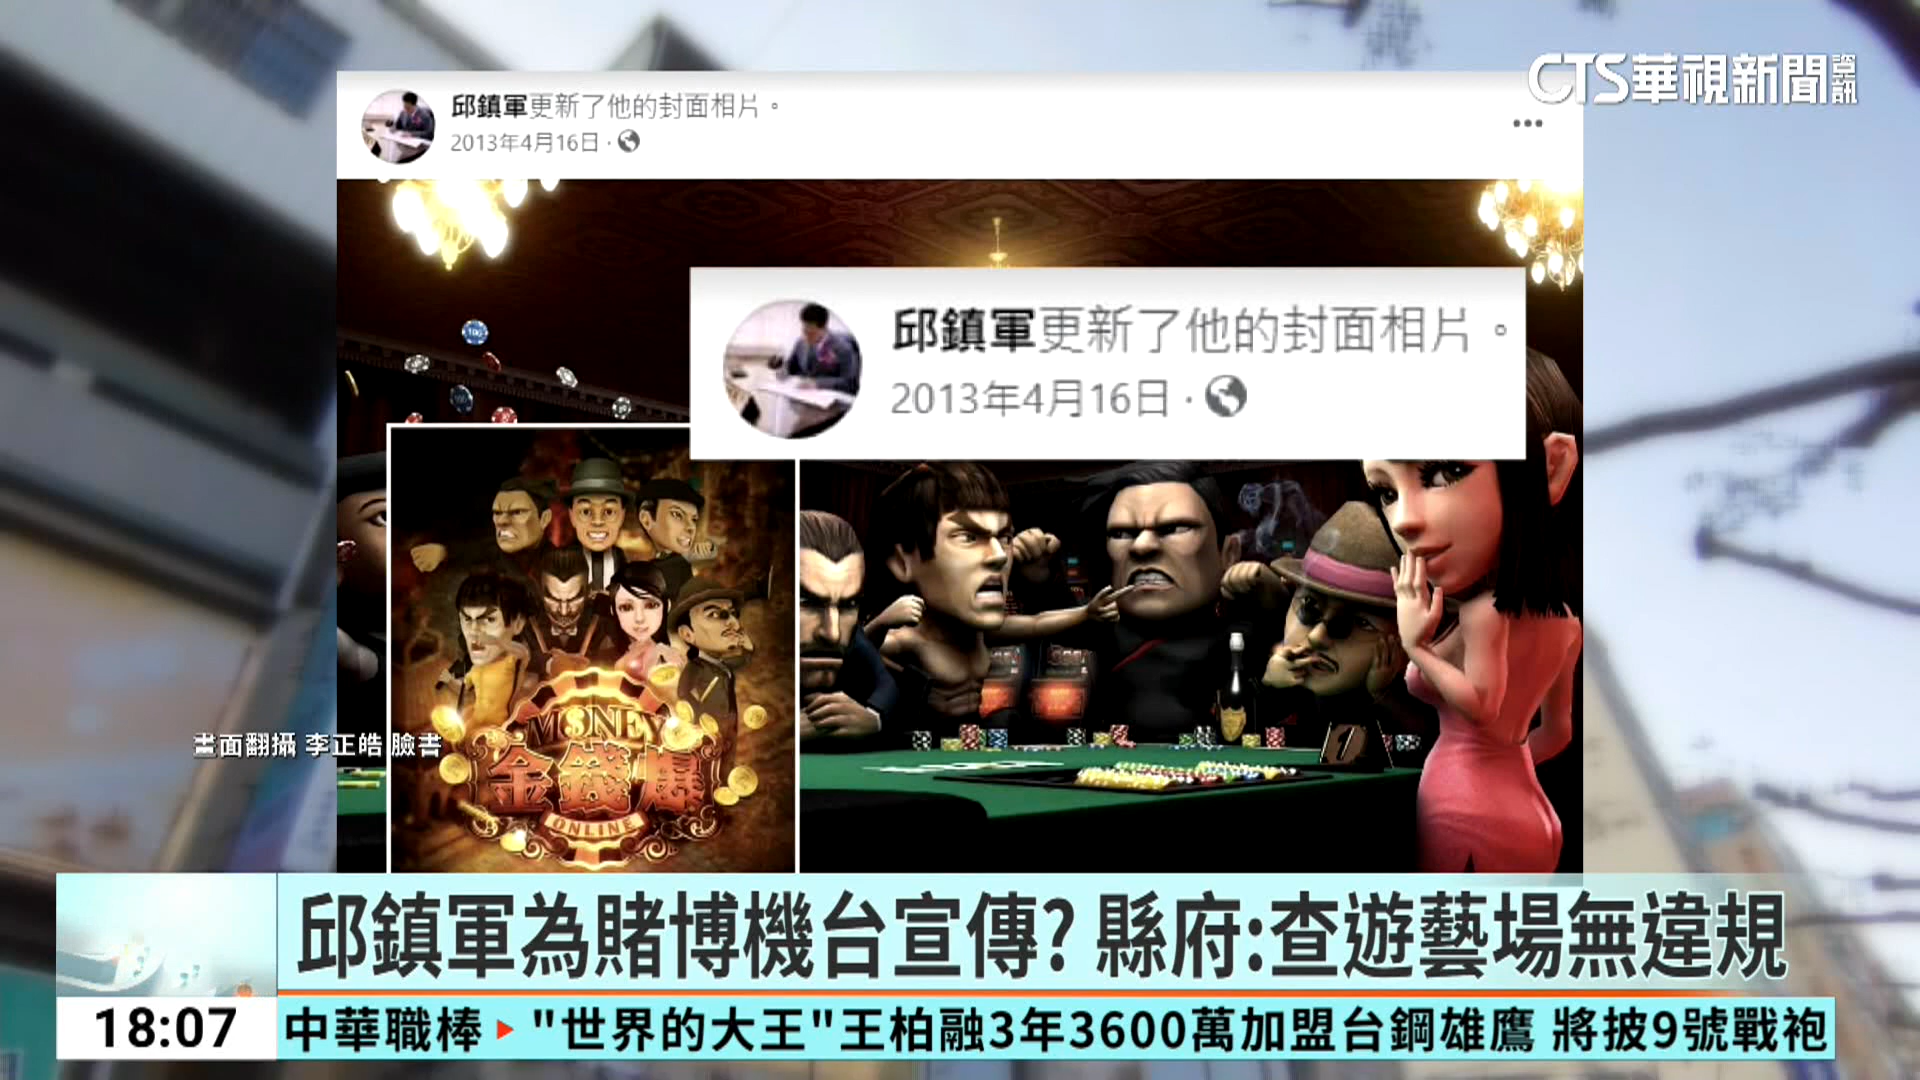 CTS華視新聞資訊
邱鎮軍更新了他的封面相片。
2013年4月16日·
邱鎮軍更新了他的封面相片。
2013年4月16日·
MONEY
金錢爆
ONLINE
畫面翻攝 李正皓 臉書
邱鎮軍為賭博機台宣傳? 縣府:查遊藝場無違規
18:07
中華職棒 "世界的大王"王柏融3年3600萬加盟台鋼雄鷹 將披9號戰袍